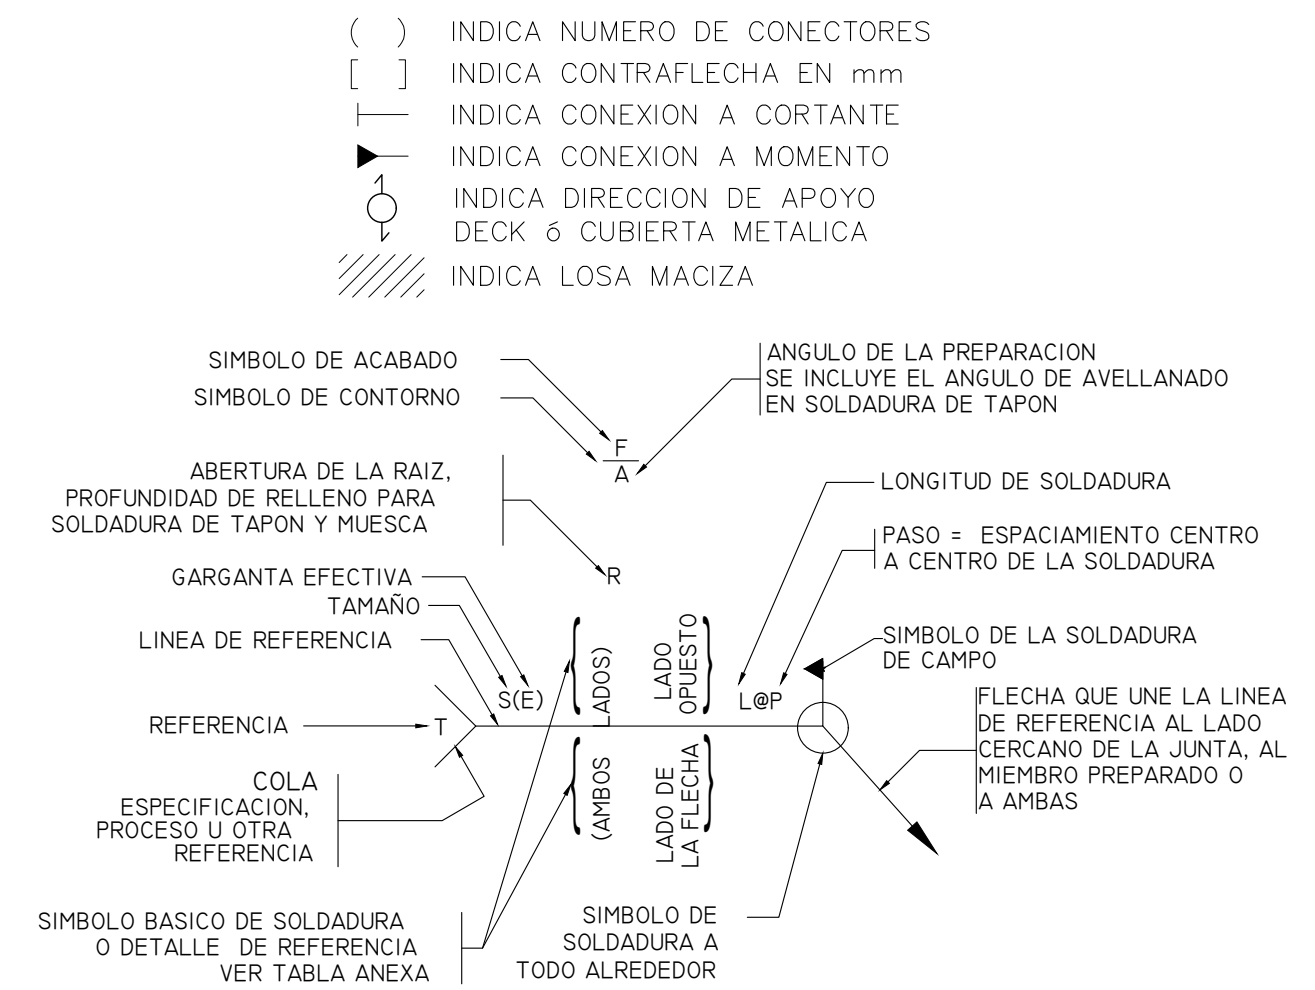 ( ) INDICA NUMERO DE CONECTORES
[ ] INDICA CONTRAFLECHA EN mm
INDICA CONEXION A CORTANTE
INDICA CONEXION A MOMENTO
INDICA DIRECCION DE APOYO
DECK ó CUBIERTA METALICA
INDICA LOSA MACIZA
SIMBOLO DE ACABADO
SIMBOLO DE CONTORNO
ANGULO DE LA PREPARACION
SE INCLUYE EL ANGULO DE AVELLANADO
EN SOLDADURA DE TAPON
F
A
ABERTURA DE LA RAIZ,
PROFUNDIDAD DE RELLENO PARA
SOLDADURA DE TAPON Y MUESCA
R
LONGITUD DE SOLDADURA
PASO = ESPACIAMIENTO CENTRO
A CENTRO DE LA SOLDADURA
GARGANTA EFECTIVA
TAMAÑO
LINEA DE REFERENCIA
S(E)
(AMBOS LADOS)
LADO
OPUESTO
LADO DE
LA FLECHA
L@P
SIMBOLO DE LA SOLDADURA
DE CAMPO
REFERENCIA
T
FLECHA QUE UNE LA LINEA
DE REFERENCIA AL LADO
CERCANO DE LA JUNTA, AL
MIEMBRO PREPARADO O
A AMBAS
COLA
ESPECIFICACION,
PROCESO U OTRA
REFERENCIA
SIMBOLO BASICO DE SOLDADURA
O DETALLE DE REFERENCIA
VER TABLA ANEXA
SIMBOLO DE
SOLDADURA A
TODO ALREDEDOR